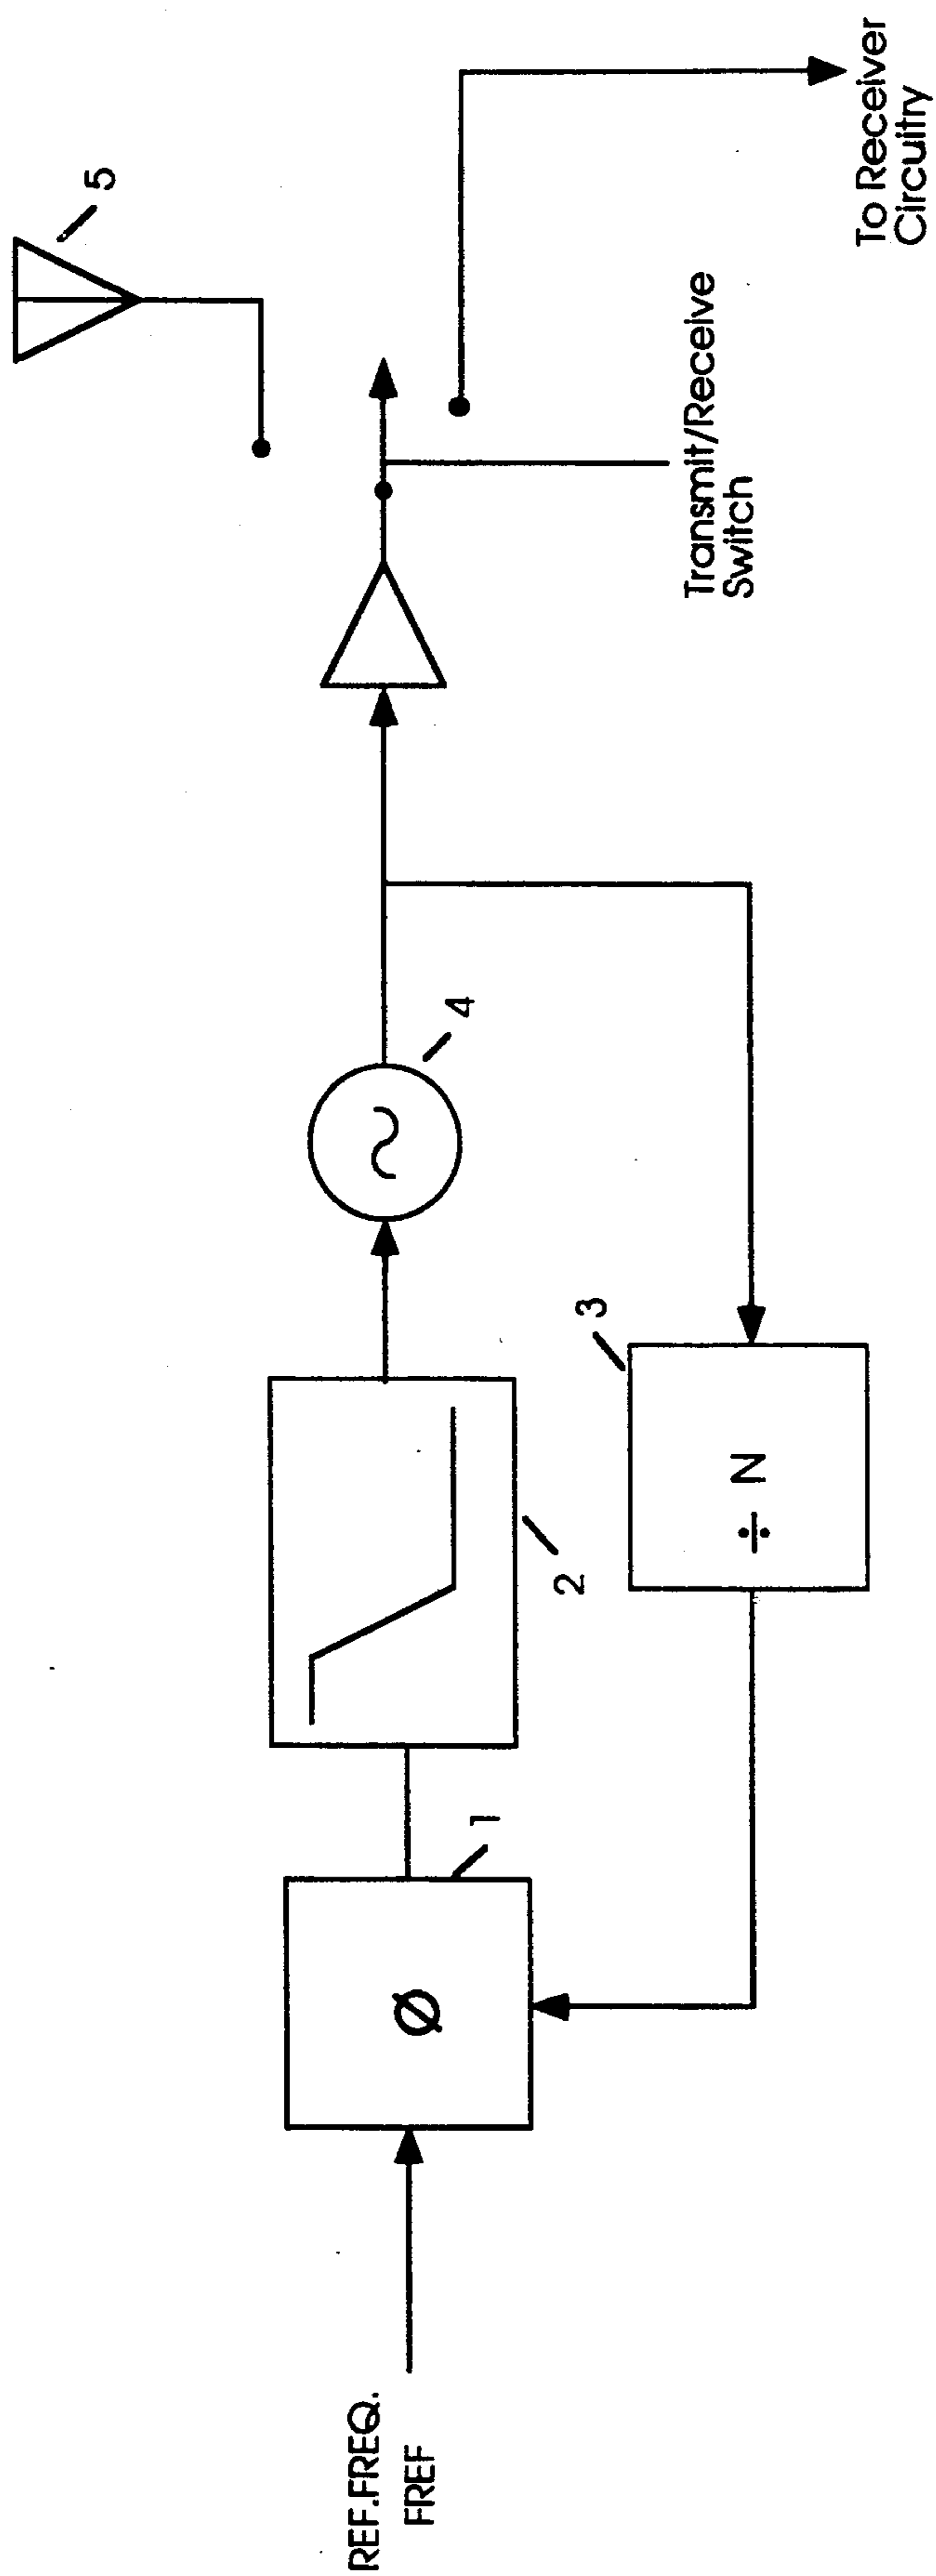 REF.FREQ.
FREF
Ø
1
2
÷ N
3
4
5
Transmit/Receive
Switch
To Receiver
Circuitry